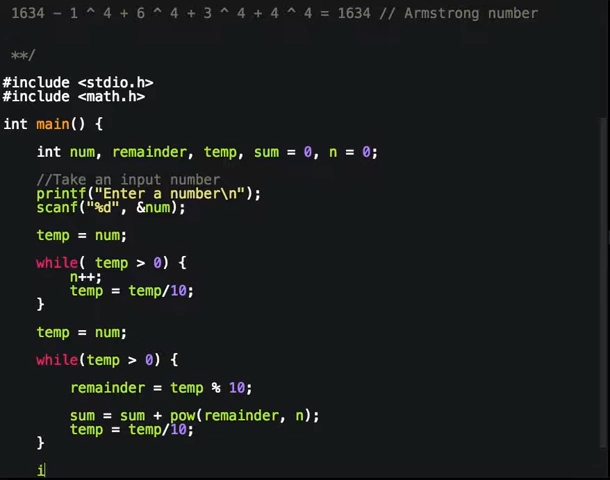 1634 - 1 ^ 4 + 6 ^ 4 + 3 ^ 4 + 4 ^ 4 = 1634 // Armstrong number
**/
#include <stdio.h>
#include <math.h>
int main() {
int num, remainder, temp, sum = 0, n = 0;
//Take an input number
printf("Enter a number\n");
scanf("%d", &num);
temp = num;
while( temp > 0) {
n++;
temp = temp/10;
}
temp = num;
while(temp > 0) {
remainder = temp % 10;
sum = sum + pow(remainder, n);
temp = temp/10;
}
i